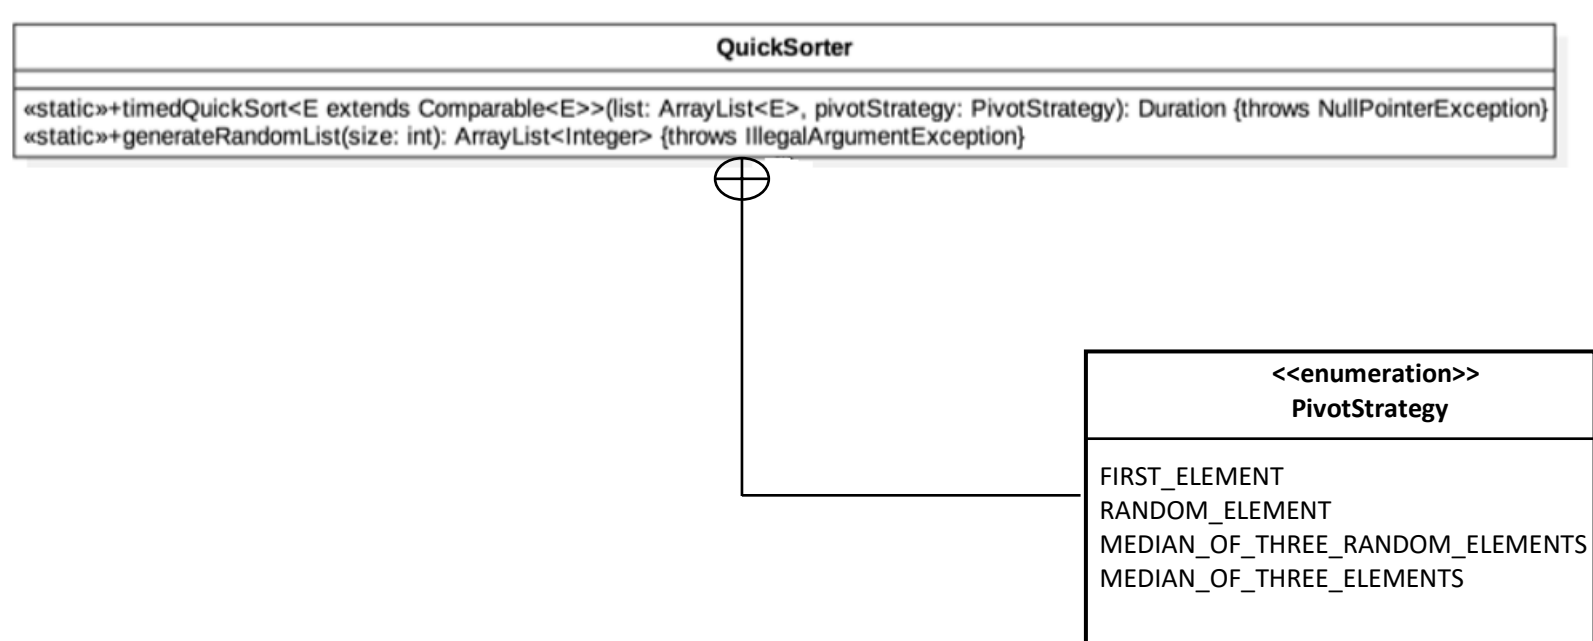 QuickSorter
«static»+timedQuickSort<E extends Comparable<E>>(list: ArrayList<E>, pivotStrategy: PivotStrategy): Duration {throws NullPointerException}
«static»+generateRandomList(size: int): ArrayList<Integer> {throws IllegalArgumentException}
<<enumeration>>
PivotStrategy
FIRST_ELEMENT
RANDOM_ELEMENT
MEDIAN_OF_THREE_RANDOM_ELEMENTS
MEDIAN_OF_THREE_ELEMENTS